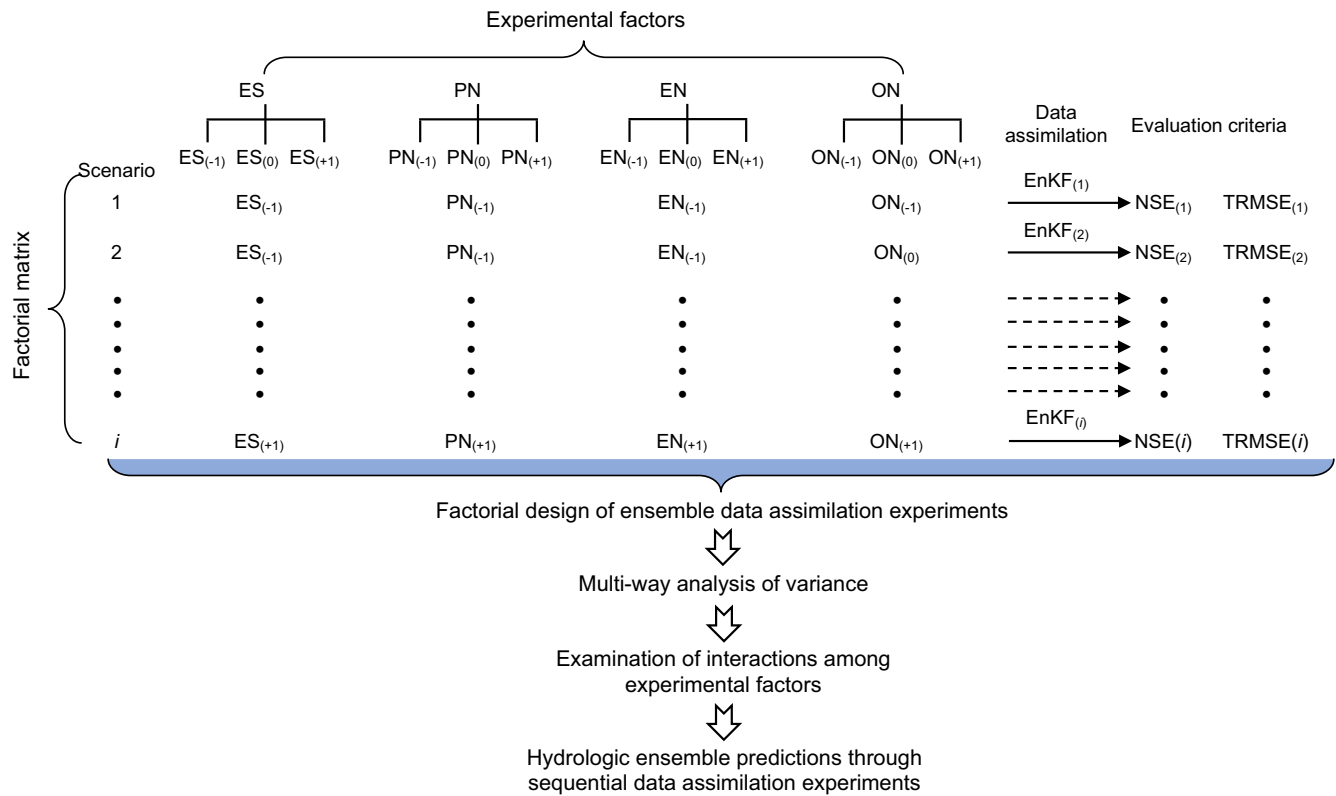 Experimental factors
ES PN EN ON
Data assimilation Evaluation criteria
ES(-1) ES(0) ES(+1) PN(-1) PN(0) PN(+1) EN(-1) EN(0) EN(+1) ON(-1) ON(0) ON(+1)
Scenario
Factorial matrix
1 ES(-1) PN(-1) EN(-1) ON(-1) EnKF(1) NSE(1) TRMSE(1)
2 ES(-1) PN(-1) EN(-1) ON(0) EnKF(2) NSE(2) TRMSE(2)
i ES(+1) PN(+1) EN(+1) ON(+1) EnKF(i) NSE(i) TRMSE(i)
Factorial design of ensemble data assimilation experiments
Multi-way analysis of variance
Examination of interactions among
experimental factors
Hydrologic ensemble predictions through
sequential data assimilation experiments